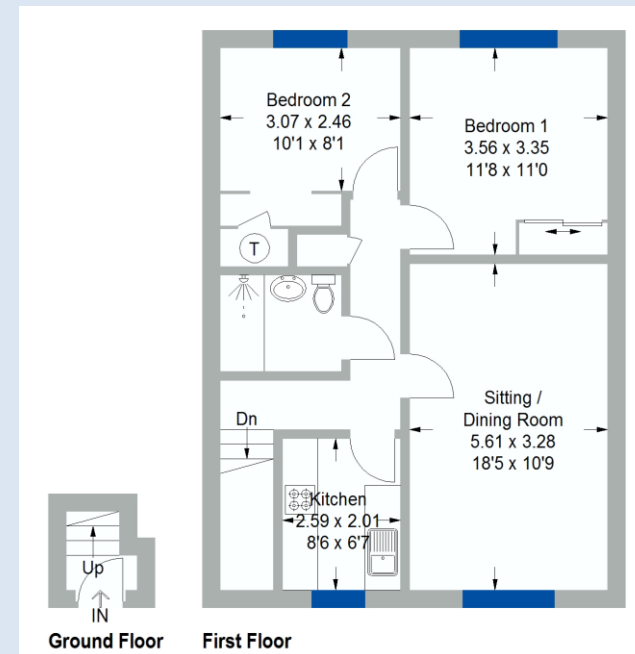 Bedroom 2
3.07 x 2.46
10'1 x 8'1
Bedroom 1
3.56 x 3.35
11'8 x 11'0
T
Sitting /
Dining Room
5.61 x 3.28
18'5 x 10'9
Dn
Kitchen
2.59 x 2.01
8'6 x 6'7
Up
IN
Ground Floor
First Floor